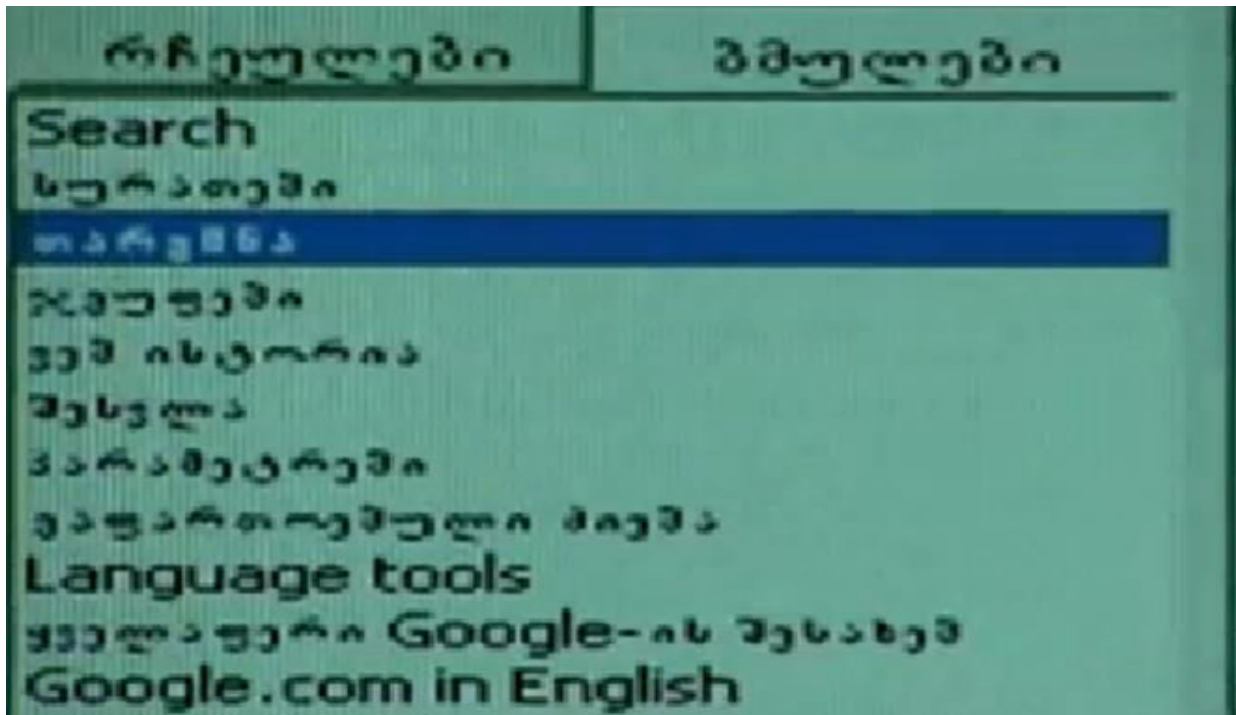 რჩეულები ბმულები
Search
სურათები
თარგმნა
ჯგუფები
ვებ ისტორია
შესვლა
პარამეტრები
გაფართოებული ძიება
Language tools
ყველაფერი Google-ის შესახებ
Google.com in English